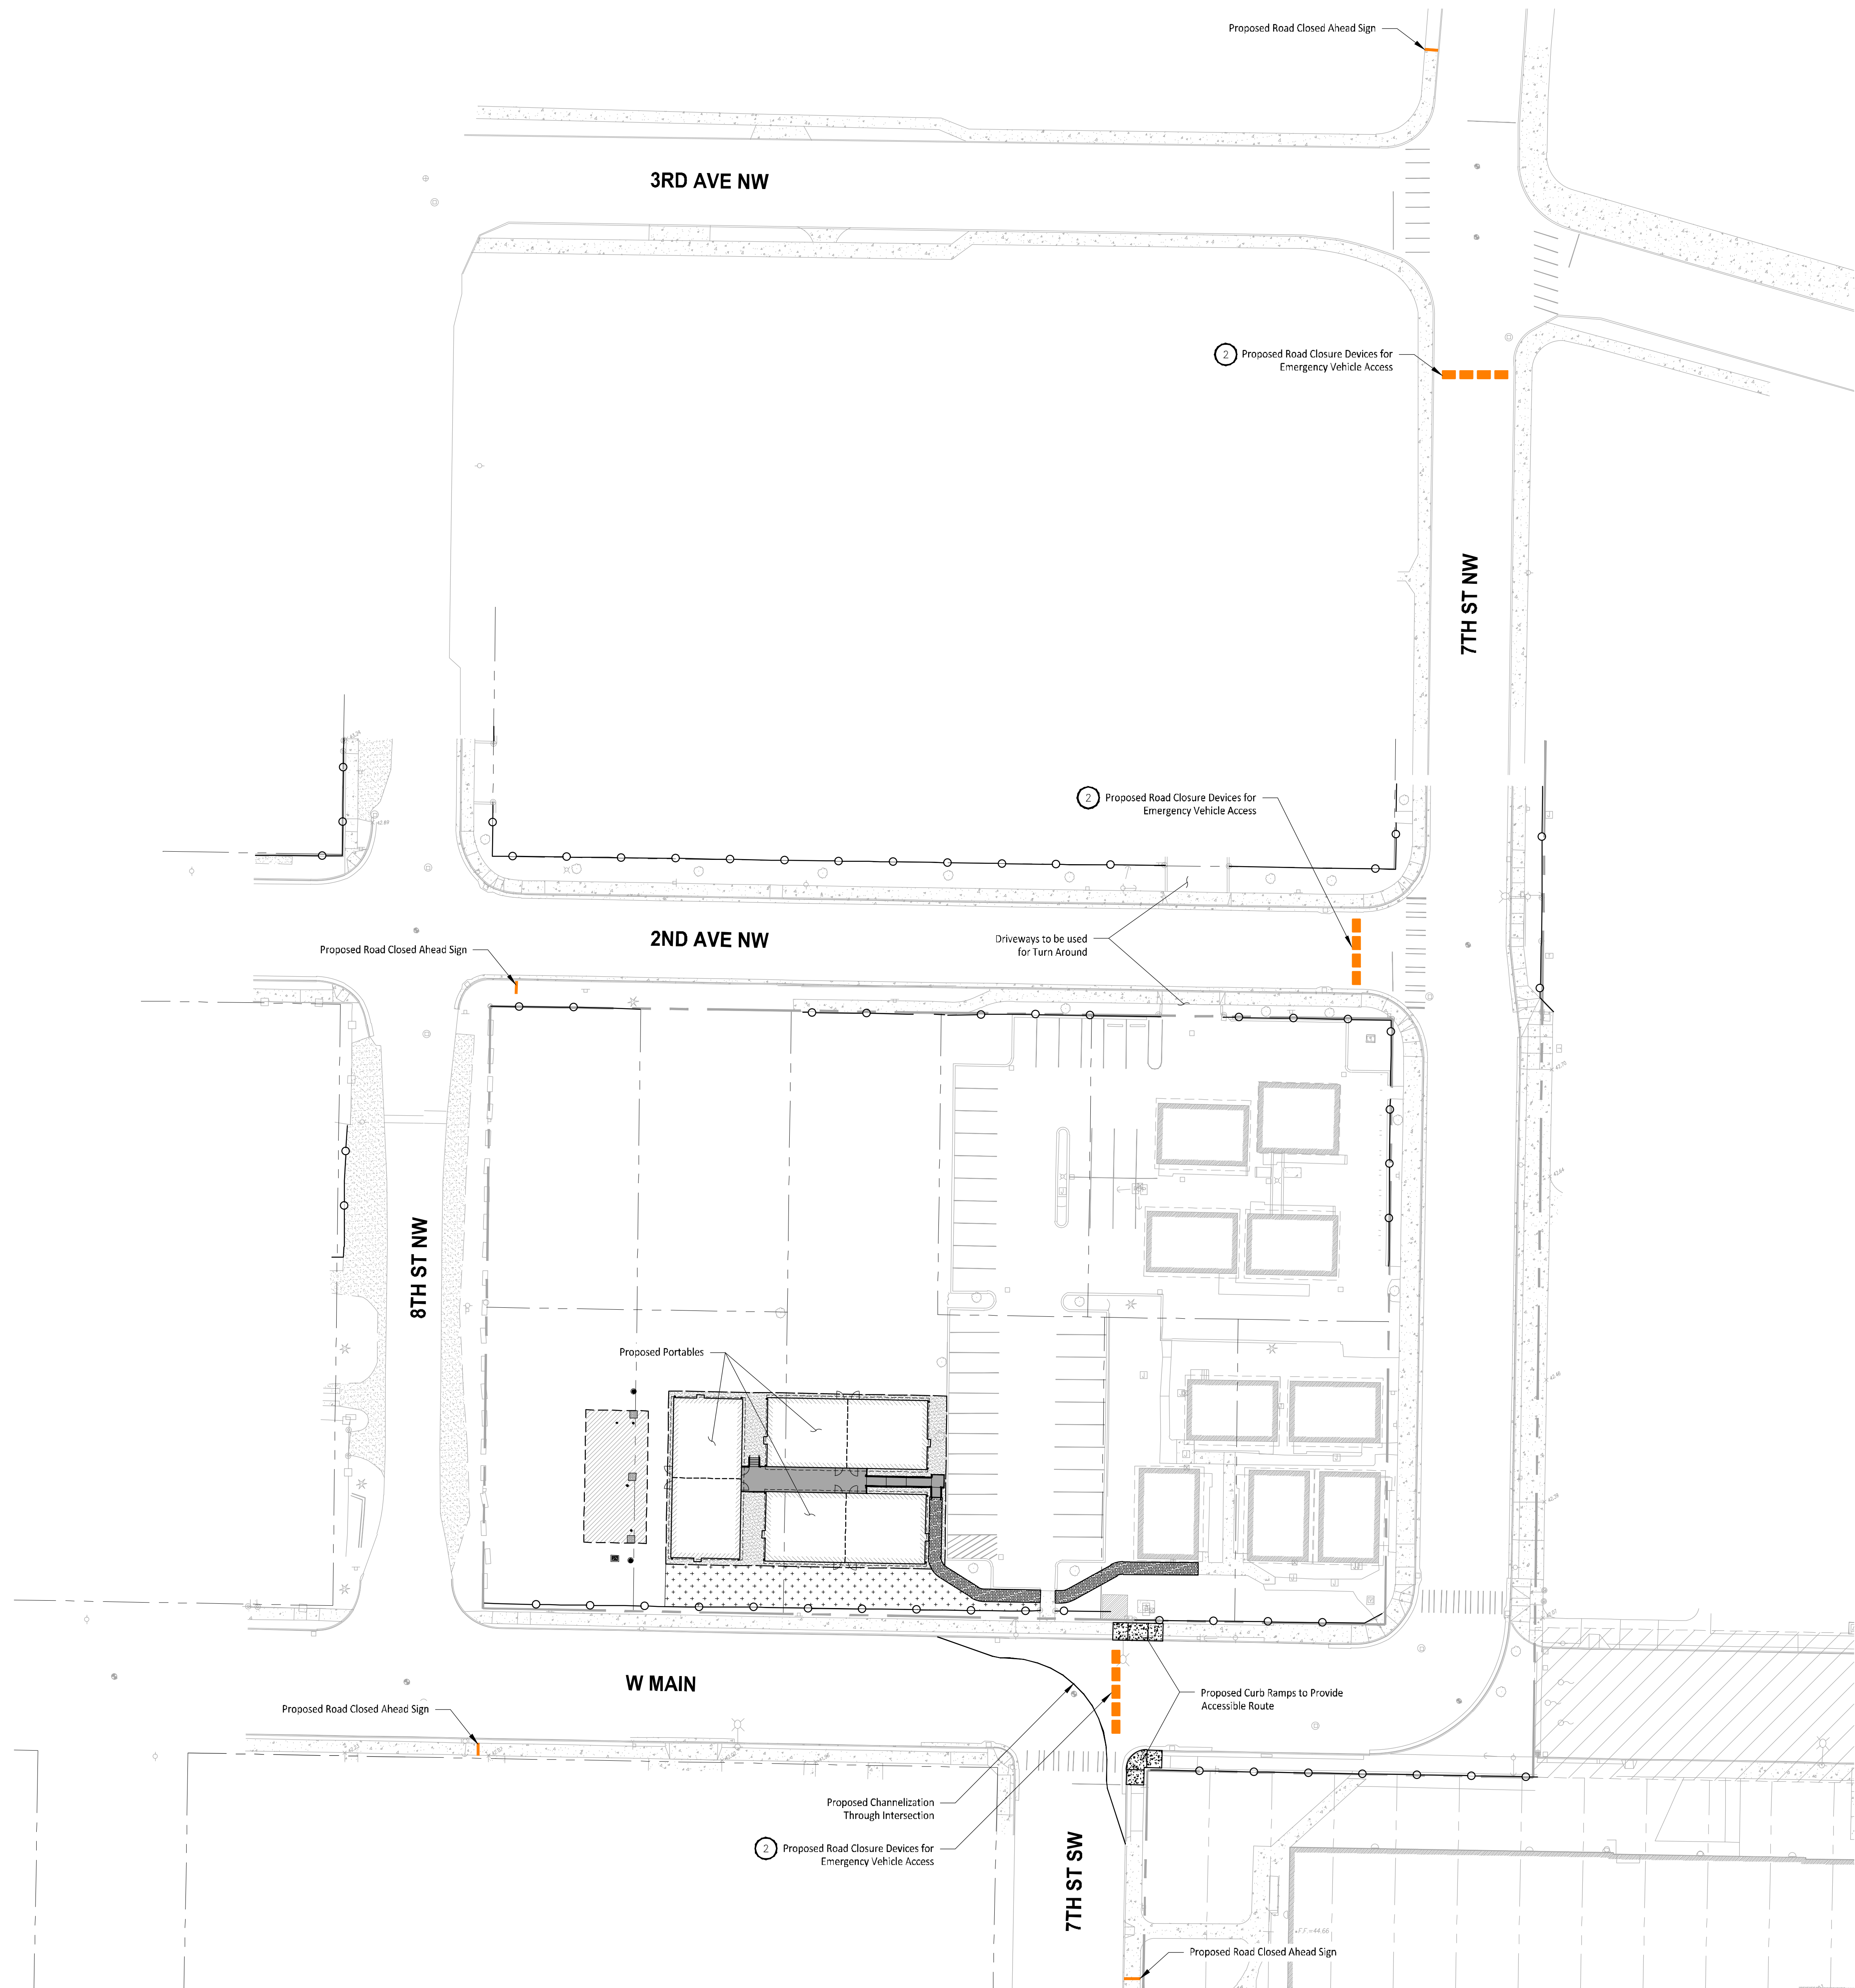 Proposed Road Closed Ahead Sign
3RD AVE NW
2 Proposed Road Closure Devices for
Emergency Vehicle Access
7TH ST NW
2 Proposed Road Closure Devices for
Emergency Vehicle Access
Driveways to be used
for Turn Around
2ND AVE NW
Proposed Road Closed Ahead Sign
8TH ST NW
Proposed Portables
W MAIN
Proposed Curb Ramps to Provide
Accessible Route
Proposed Road Closed Ahead Sign
Proposed Channelization
Through Intersection
2 Proposed Road Closure Devices for
Emergency Vehicle Access
7TH ST SW
F.F.=44.66
Proposed Road Closed Ahead Sign